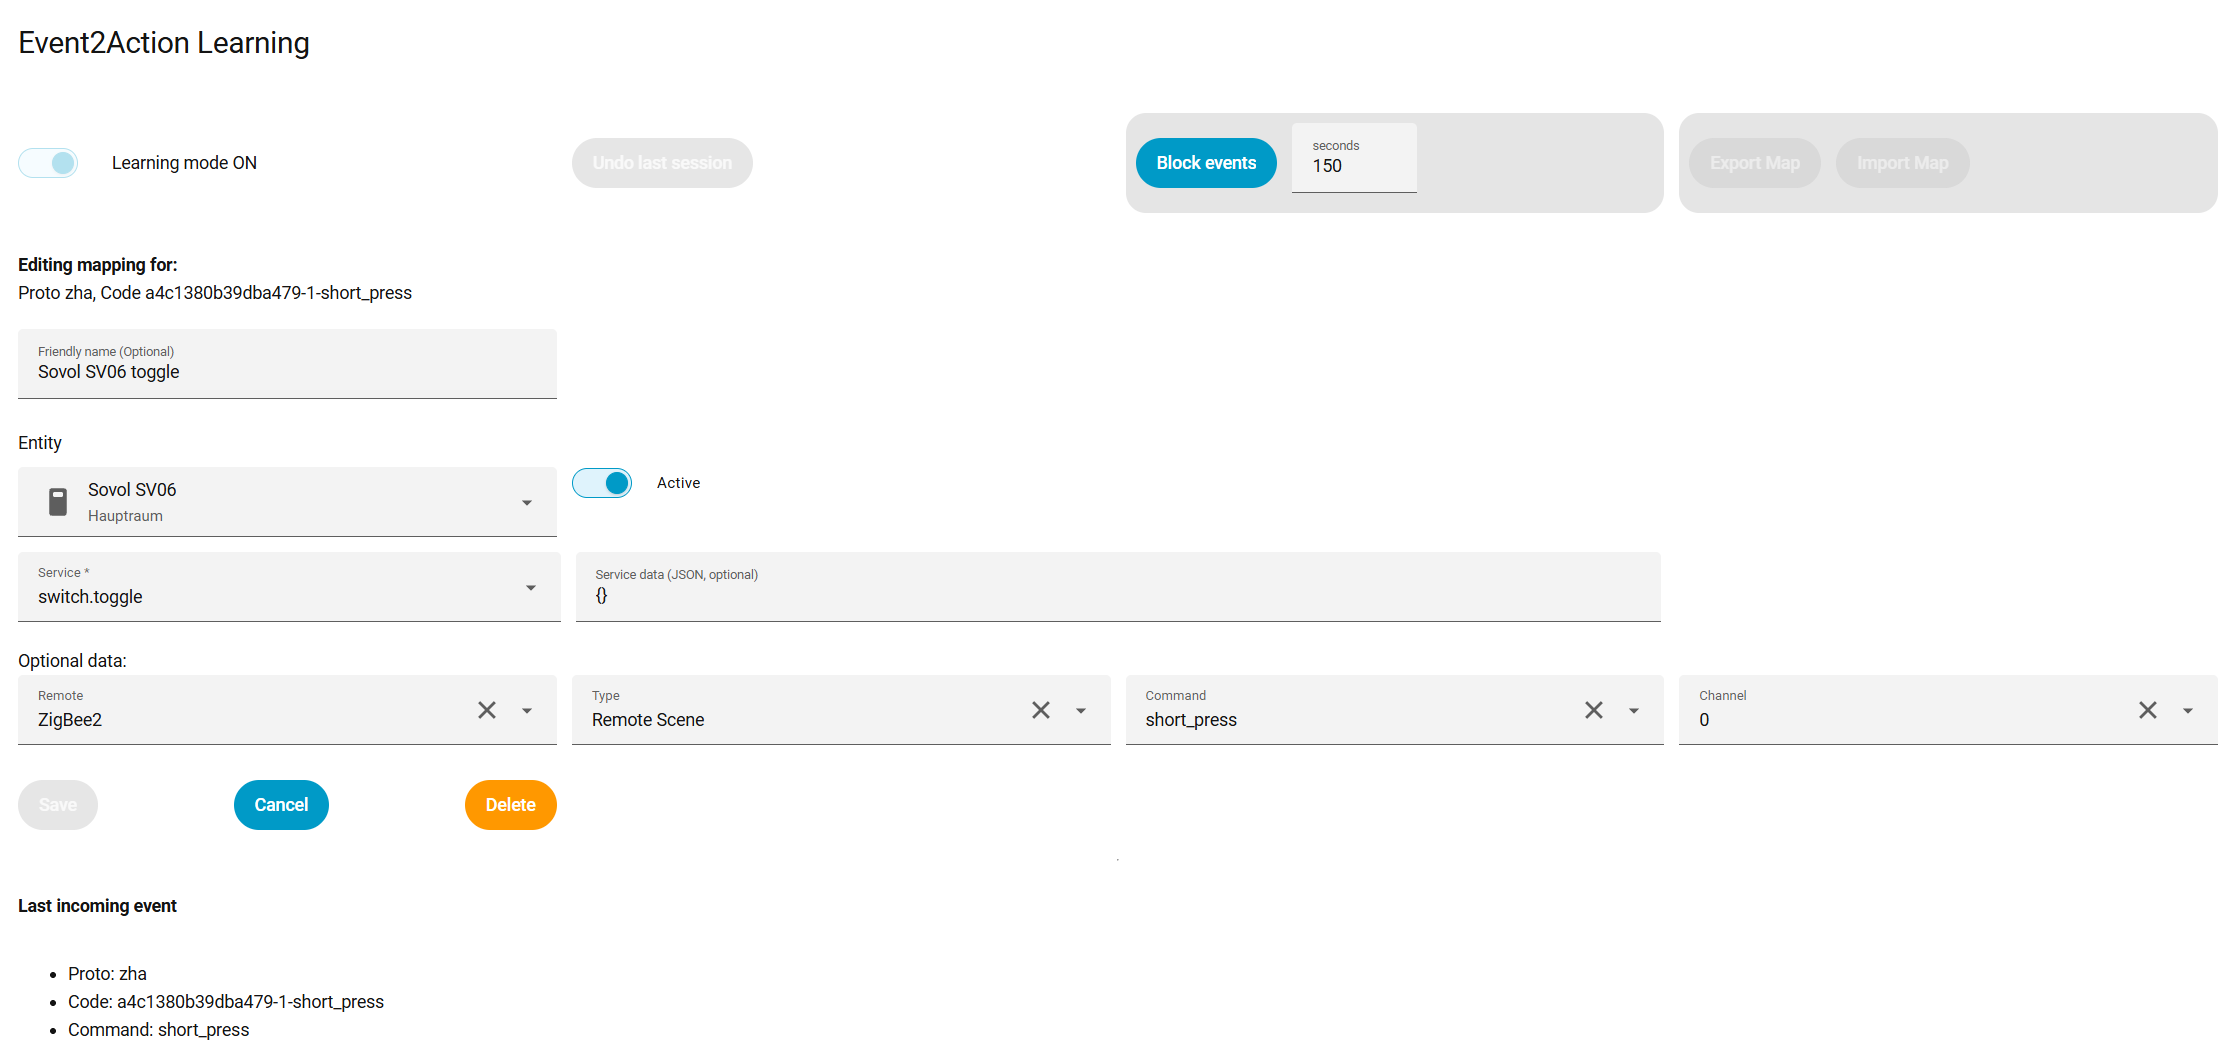 Event2Action Learning
Learning mode ON
Undo last session
Block events
seconds
150
Export Map
Import Map
Editing mapping for:
Proto zha, Code a4c1380b39dba479-1-short_press
Friendly name (Optional)
Sovol SV06 toggle
Entity
Sovol SV06
Hauptraum
Active
Service *
switch.toggle
Service data (JSON, optional)
{}
Optional data:
Remote
ZigBee2
Type
Remote Scene
Command
short_press
Channel
0
Save
Cancel
Delete
Last incoming event
• Proto: zha
• Code: a4c1380b39dba479-1-short_press
• Command: short_press